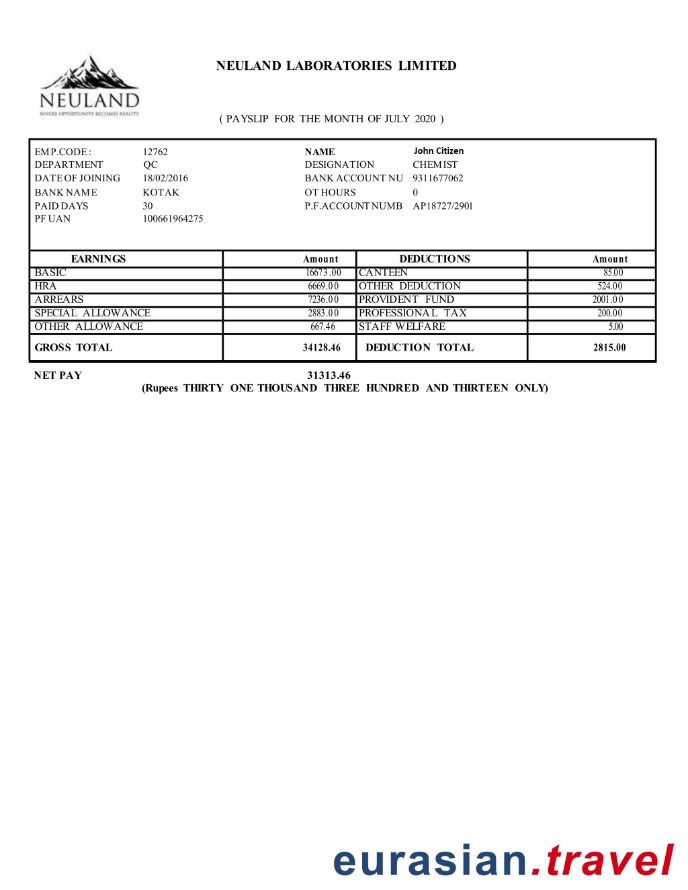 NEULAND
WHERE OPPORTUNITY BECOMES REALITY
NEULAND LABORATORIES LIMITED
( PAYSLIP FOR THE MONTH OF JULY 2020 )
EMP.CODE: 12762 NAME John Citizen
DEPARTMENT QC DESIGNATION CHEMIST
DATE OF JOINING 18/02/2016 BANK ACCOUNT NU 9311677062
BANK NAME KOTAK OT HOURS 0
PAID DAYS 30 P.F.ACCOUNT NUMB AP18727/2901
PF UAN 100661964275
EARNINGS Amount DEDUCTIONS Amount
BASIC 16673.00 CANTEEN 85.00
HRA 6669.00 OTHER DEDUCTION 524.00
ARREARS 7236.00 PROVIDENT FUND 2001.00
SPECIAL ALLOWANCE 2883.00 PROFESSIONAL TAX 200.00
OTHER ALLOWANCE 667.46 STAFF WELFARE 5.00
GROSS TOTAL 34128.46 DEDUCTION TOTAL 2815.00
NET PAY 31313.46
(Rupees THIRTY ONE THOUSAND THREE HUNDRED AND THIRTEEN ONLY)
eurasian.travel